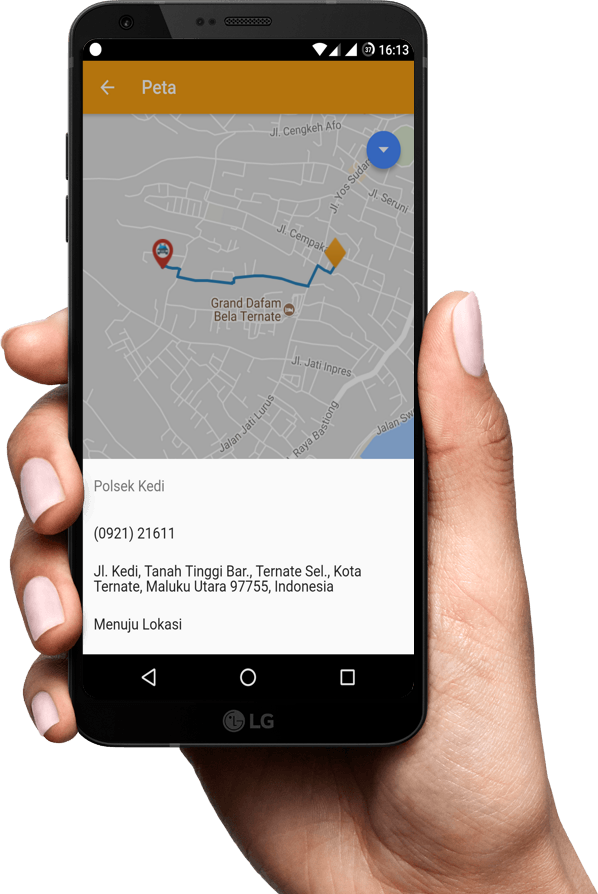 37
16:13
Peta
Jl. Cengkeh Afo
Jl. Yos Sudar
Jl. Seruni
Jl. Cempaka
Grand Dafam
Bela Ternate
Jl. Jati Inpres
Jalan Jati Lurus
Raya Bastiong
Jalan Sw
Polsek Kedi
(0921) 21611
Jl. Kedi, Tanah Tinggi Bar., Ternate Sel., Kota
Ternate, Maluku Utara 97755, Indonesia
Menuju Lokasi
LG